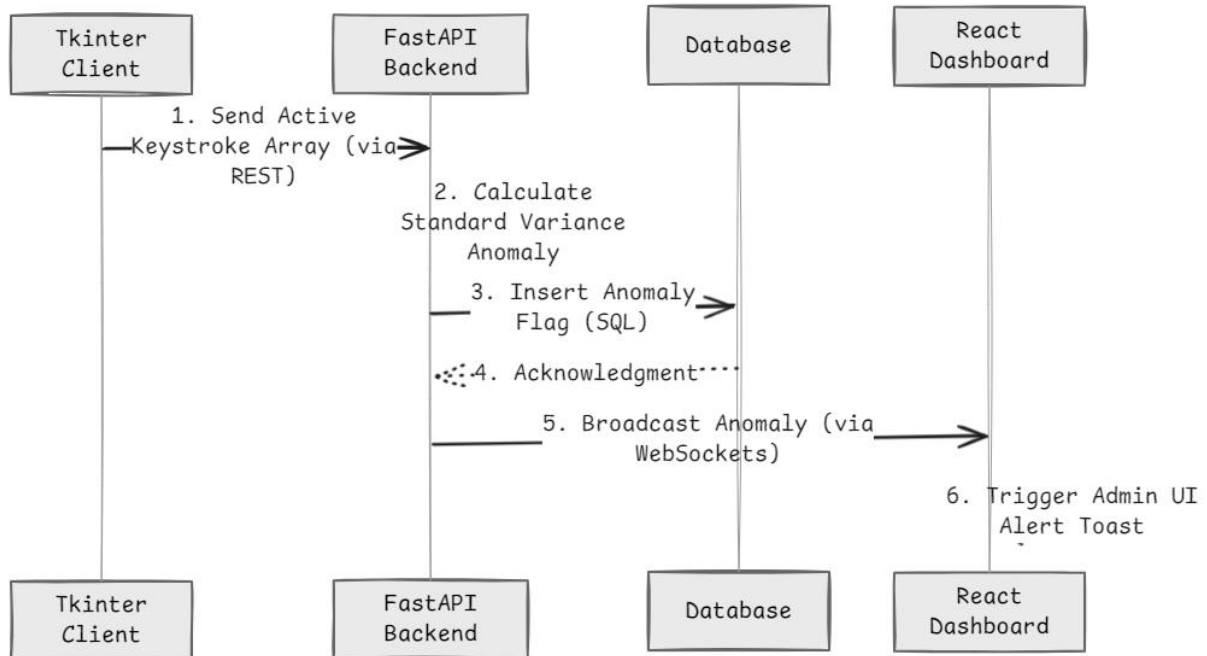 Tkinter
Client
FastAPI
Backend
Database
React
Dashboard
1. Send Active
Keystroke Array (via
REST)
2. Calculate
Standard Variance
Anomaly
3. Insert Anomaly
Flag (SQL)
4. Acknowledgment
5. Broadcast Anomaly (via
WebSockets)
6. Trigger Admin UI
Alert Toast
Tkinter
Client
FastAPI
Backend
Database
React
Dashboard